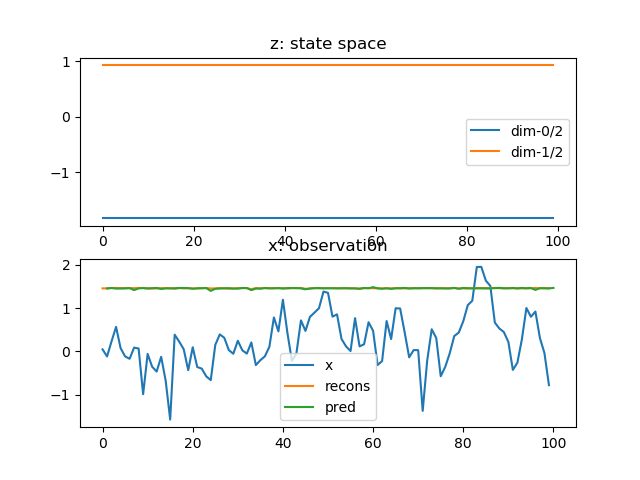 z: state space
1
0
−1
dim-0/2
dim-1/2
0 20 40 60 80 100
x: observation
2
1
0
−1
x
recons
pred
0 20 40 60 80 100